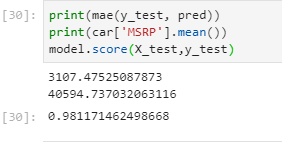 [30]: print(mae(y_test, pred))
print(car['MSRP'].mean())
model.score(X_test,y_test)
3107.47525087873
40594.737032063116
[30]: 0.981171462498668